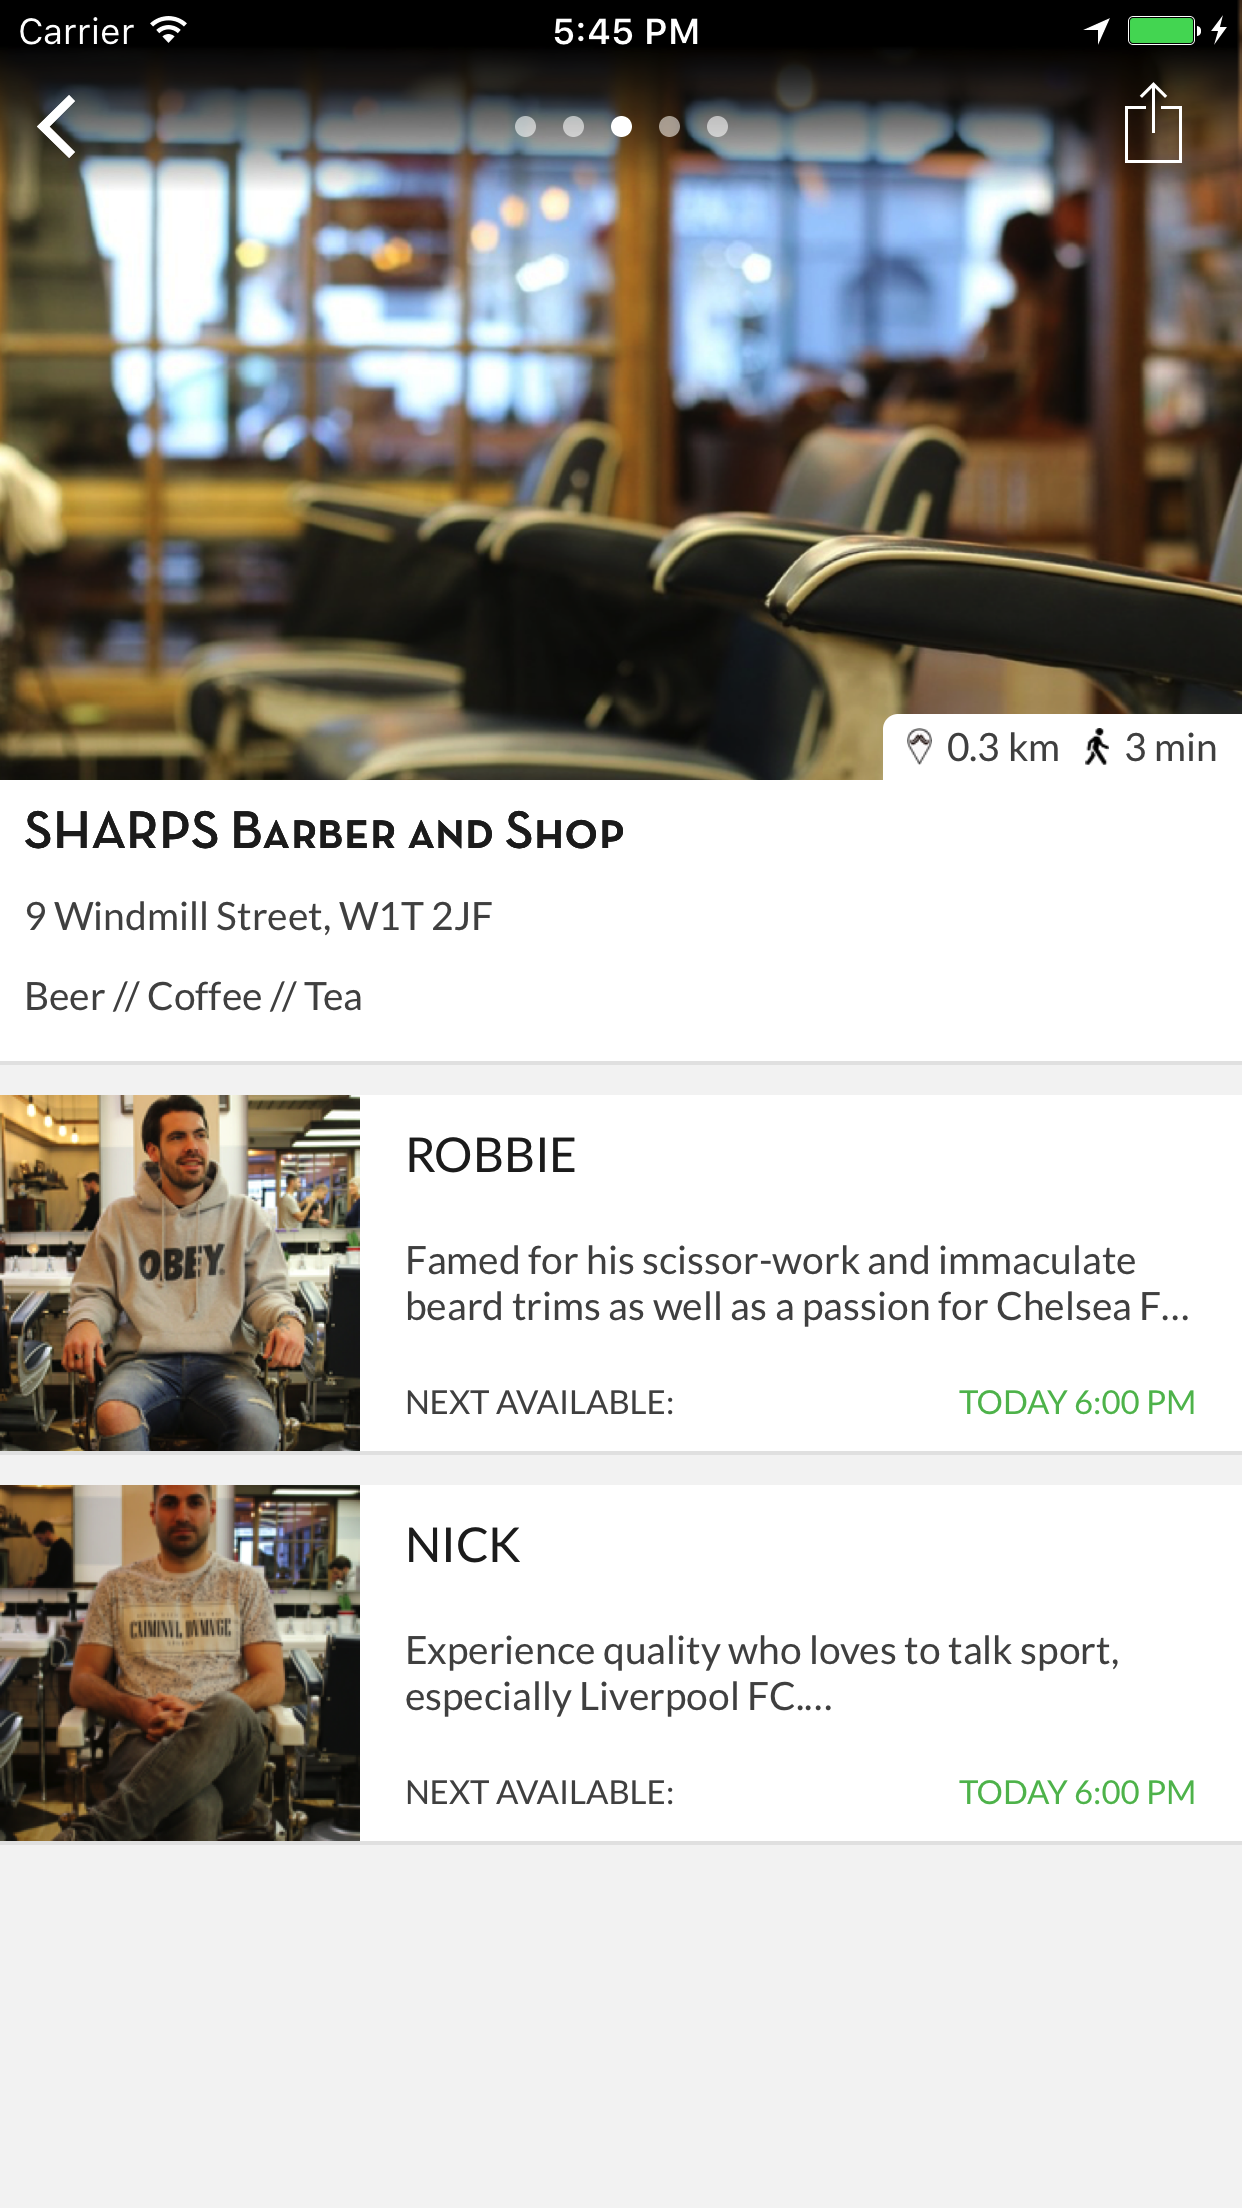 Carrier 5:45 PM
0.3 km 3 min
SHARPS Barber and Shop
9 Windmill Street, W1T 2JF
Beer // Coffee // Tea
ROBBIE
OBEY.
Famed for his scissor-work and immaculate
beard trims as well as a passion for Chelsea F...
NEXT AVAILABLE: TODAY 6:00 PM
NICK
Experience quality who loves to talk sport,
especially Liverpool FC....
NEXT AVAILABLE: TODAY 6:00 PM